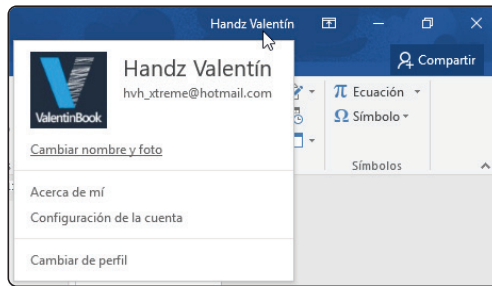 Handz Valentín
Compartir
Handz Valentín
hvh_xtreme@hotmail.com
ValentinBook
Cambiar nombre y foto
Acerca de mí
Configuración de la cuenta
Cambiar de perfil
π Ecuación
Ω Símbolo
Símbolos